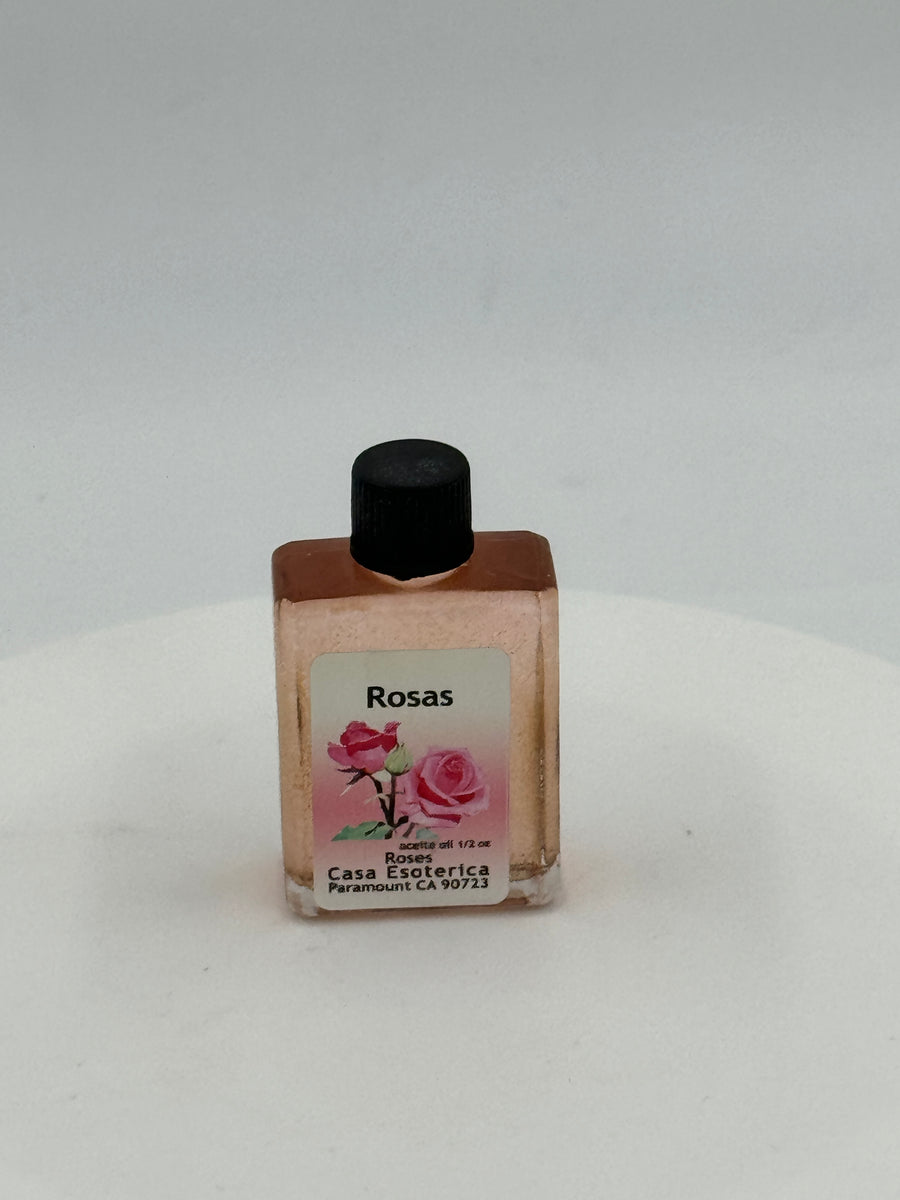 Rosas
aceite oil 1/2 oz
Roses
Casa Esoterica
Paramount CA 90723